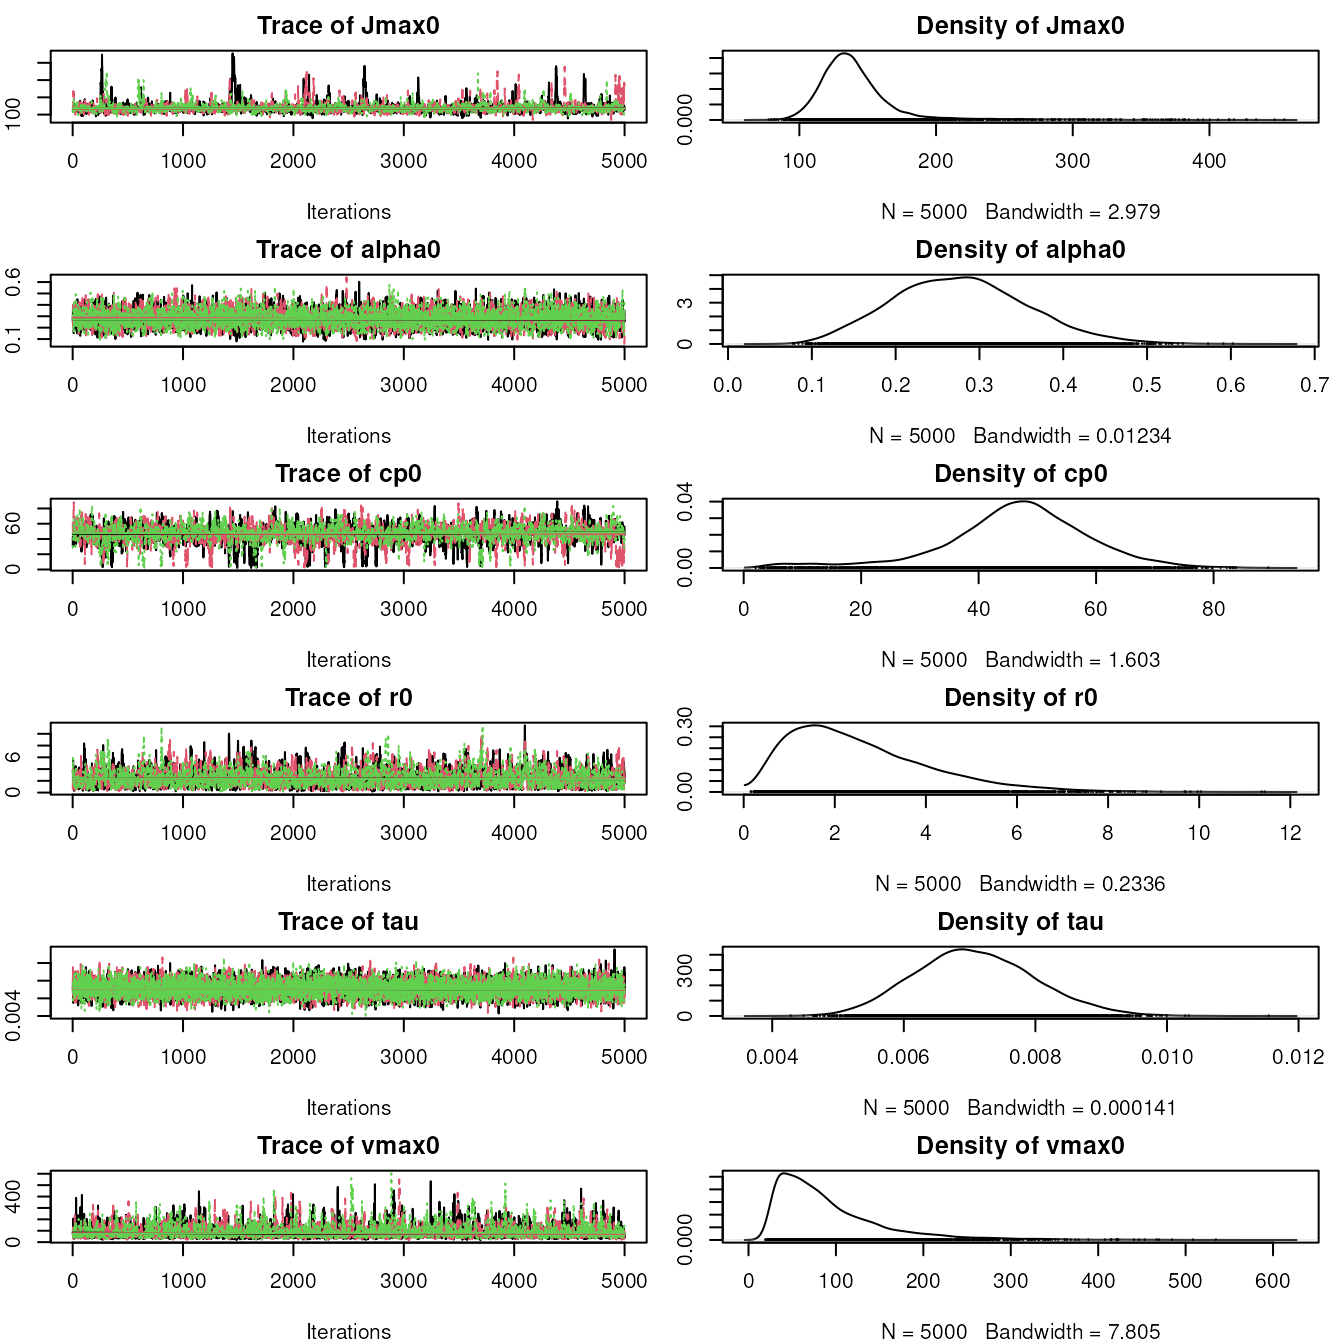 Trace of Jmax0
Density of Jmax0
100
0 1000 2000 3000 4000 5000
Iterations
0.000
100 200 300 400
N = 5000 Bandwidth = 2.979
Trace of alpha0
Density of alpha0
0.1 0.6
0 1000 2000 3000 4000 5000
Iterations
0 3
0.0 0.1 0.2 0.3 0.4 0.5 0.6 0.7
N = 5000 Bandwidth = 0.01234
Trace of cp0
Density of cp0
0 60
0 1000 2000 3000 4000 5000
Iterations
0.00 0.04
0 20 40 60 80
N = 5000 Bandwidth = 1.603
Trace of r0
Density of r0
0 6
0 1000 2000 3000 4000 5000
Iterations
0.00 0.30
0 2 4 6 8 10 12
N = 5000 Bandwidth = 0.2336
Trace of tau
Density of tau
0.004
0 1000 2000 3000 4000 5000
Iterations
0 300
0.004 0.006 0.008 0.010 0.012
N = 5000 Bandwidth = 0.000141
Trace of vmax0
Density of vmax0
0 400
0 1000 2000 3000 4000 5000
Iterations
0.000
0 100 200 300 400 500 600
N = 5000 Bandwidth = 7.805